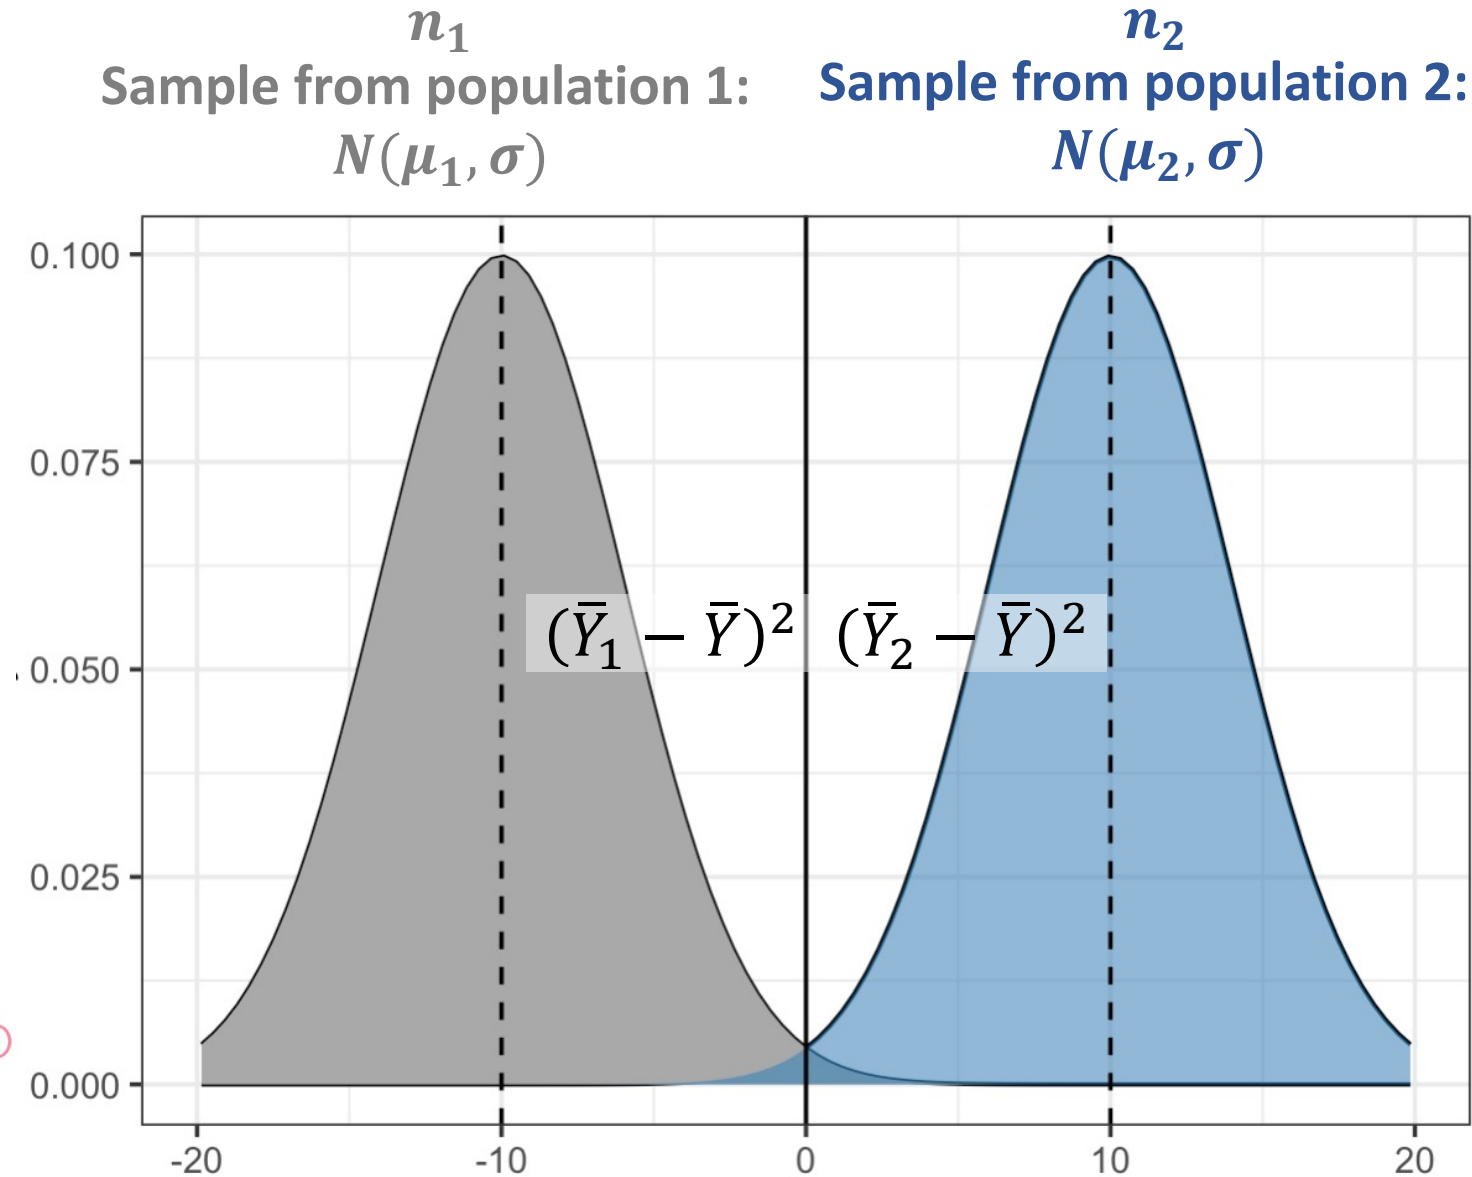 n₁
Sample from population 1:
N(μ₁, σ)
n₂
Sample from population 2:
N(μ₂, σ)
0.100
0.075
0.050
0.025
0.000
(Ȳ₁ − Ȳ)² (Ȳ₂ − Ȳ)²
-20 -10 0 10 20